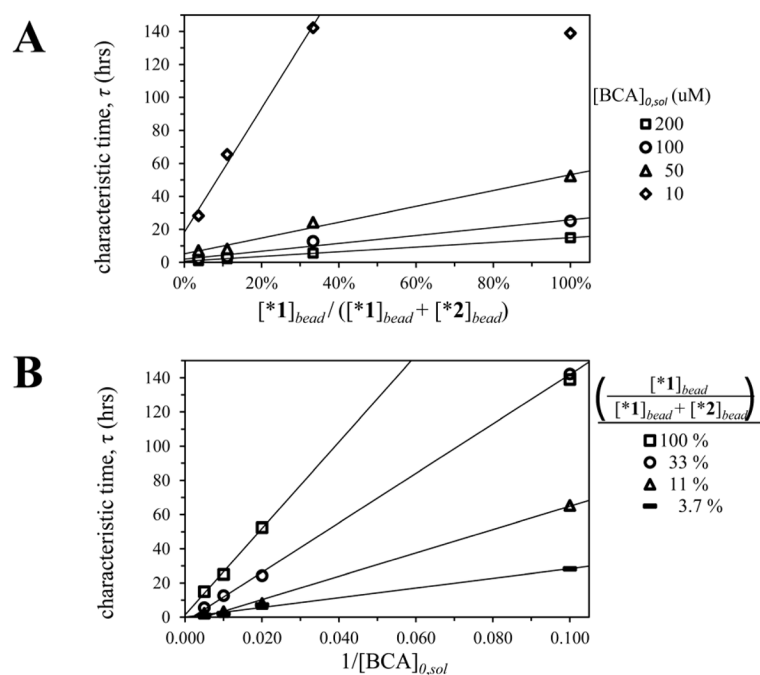 A
characteristic time, τ (hrs)
140
120
100
80
60
40
20
0
0% 20% 40% 60% 80% 100%
[*1]bead / ([*1]bead + [*2]bead)
[BCA]0,sol (uM)
200
100
50
10
B
characteristic time, τ (hrs)
140
120
100
80
60
40
20
0
0.000 0.020 0.040 0.060 0.080 0.100
1/[BCA]0,sol
([*1]bead
[*1]bead + [*2]bead)
100 %
33 %
11 %
3.7 %